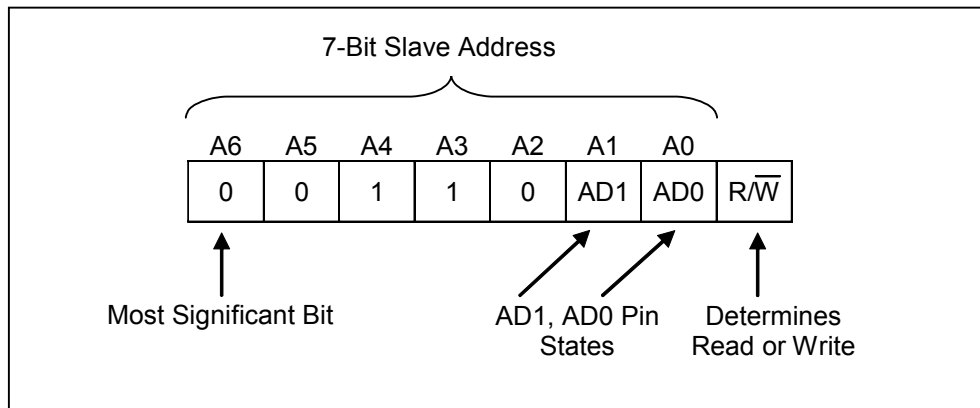 7-Bit Slave Address
A6 A5 A4 A3 A2 A1 A0
0 0 1 1 0 AD1 AD0 R/W̅
Most Significant Bit
AD1, AD0 Pin
States
Determines
Read or Write